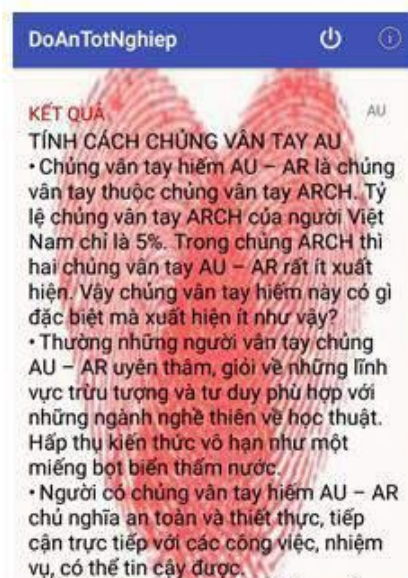 DoAnTotNghiep
KẾT QUẢ
AU
TÍNH CÁCH CHỦNG VÂN TAY AU
• Chủng vân tay hiếm AU – AR là chủng
vân tay thuộc chủng vân tay ARCH. Tỷ
lệ chủng vân tay ARCH của người Việt
Nam chỉ là 5%. Trong chủng ARCH thì
hai chủng vân tay AU – AR rất ít xuất
hiện. Vậy chủng vân tay hiếm này có gì
đặc biệt mà xuất hiện ít như vậy?
• Thường những người vân tay chủng
AU – AR uyên thâm, giỏi về những lĩnh
vực trừu tượng và tư duy phù hợp với
những ngành nghề thiên về học thuật.
Hấp thụ kiến thức vô hạn như một
miếng bọt biển thấm nước.
• Người có chủng vân tay hiếm AU – AR
chủ nghĩa an toàn và thiết thực, tiếp
cận trực tiếp với các công việc, nhiệm
vụ, có thể tin cậy được.